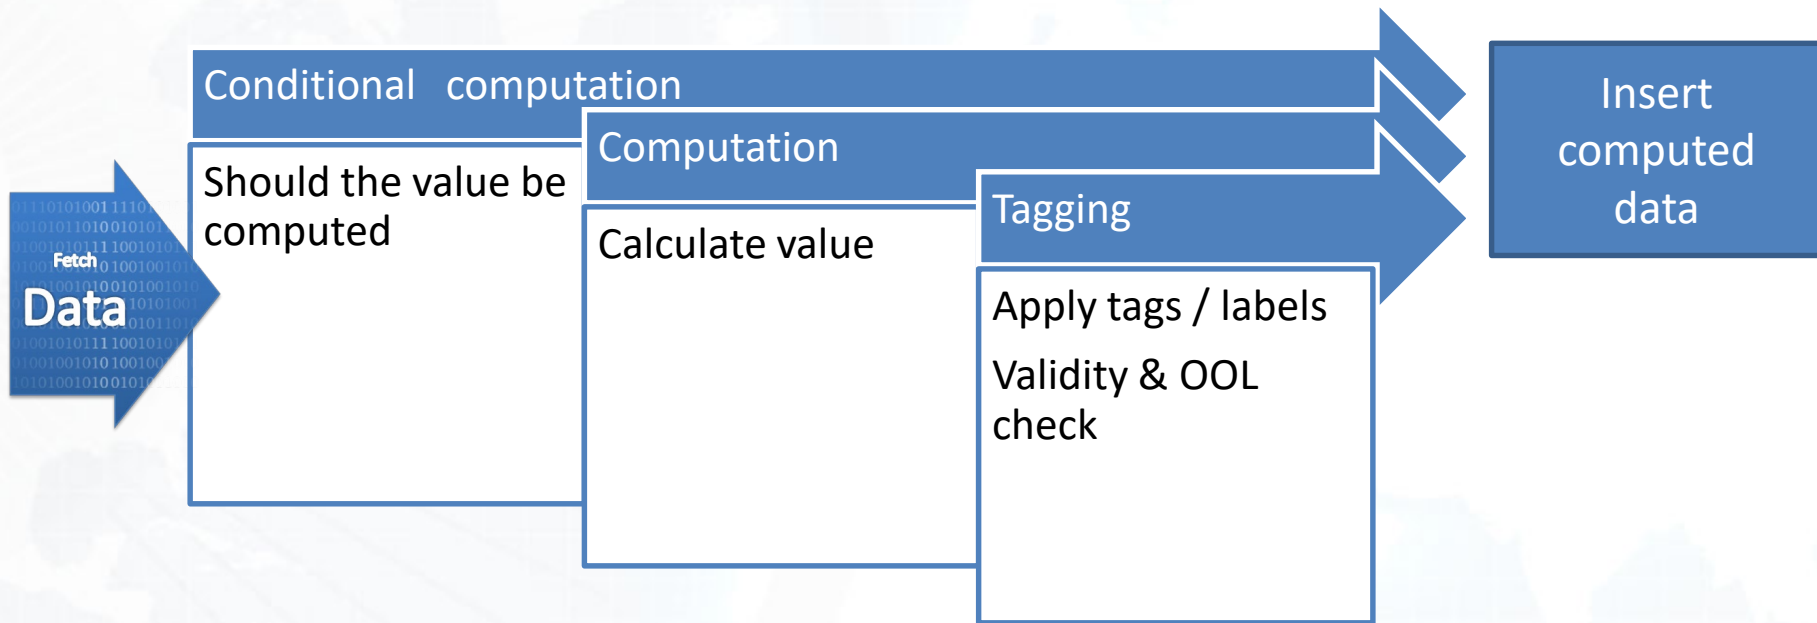 Conditional computation
Should the value be
computed
Computation
Calculate value
Tagging
Apply tags / labels
Validity & OOL
check
Fetch
Data
Insert
computed
data